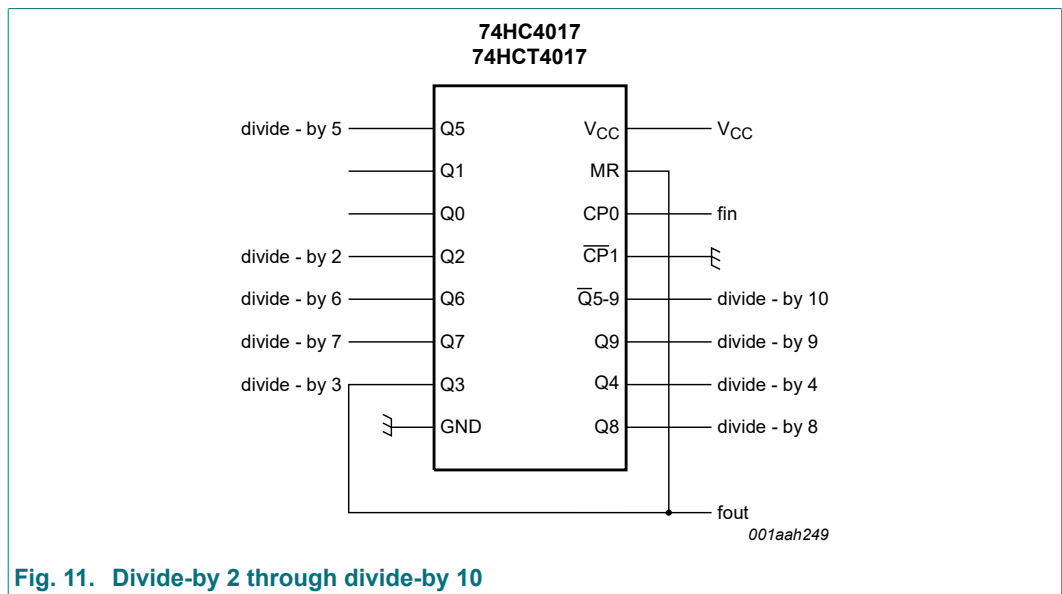 74HC4017
74HCT4017
divide - by 5 Q5 VCC VCC
Q1 MR
Q0 CP0 fin
divide - by 2 Q2 C̅P̅1
divide - by 6 Q6 Q̅5-9 divide - by 10
divide - by 7 Q7 Q9 divide - by 9
divide - by 3 Q3 Q4 divide - by 4
GND Q8 divide - by 8
fout
001aah249
Fig. 11. Divide-by 2 through divide-by 10